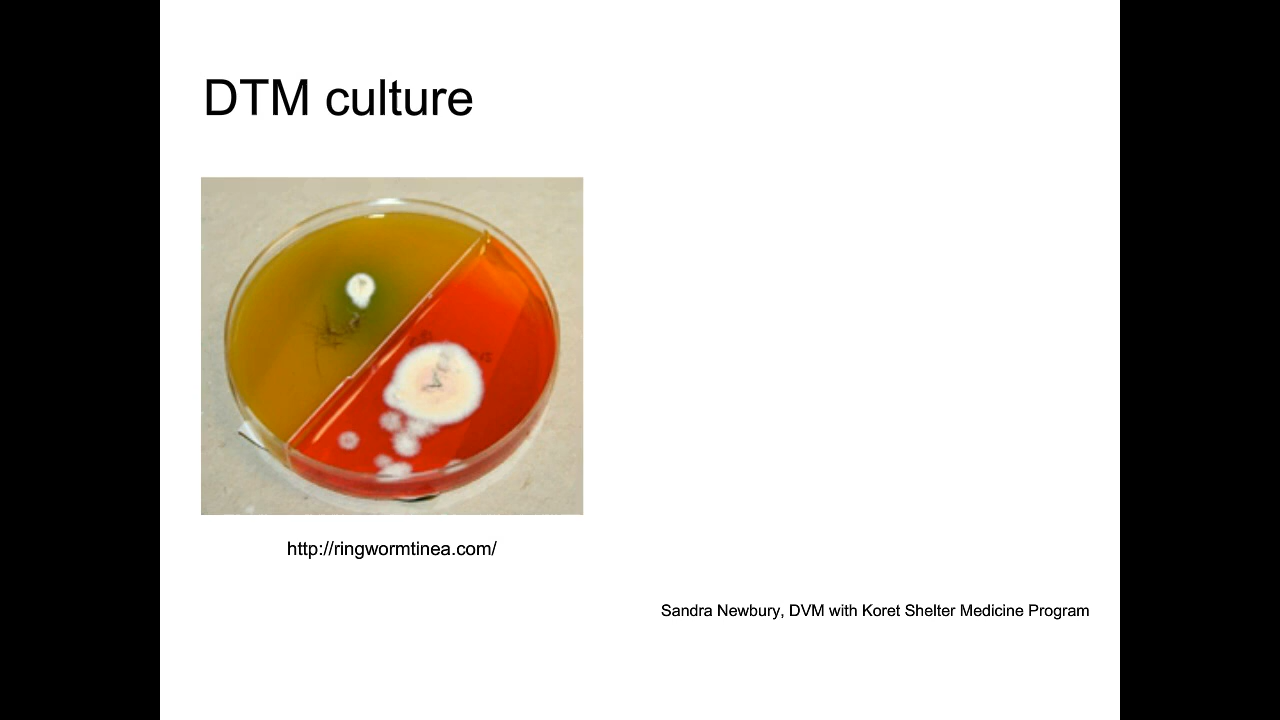 DTM culture
http://ringwormtinea.com/
Sandra Newbury, DVM with Koret Shelter Medicine Program